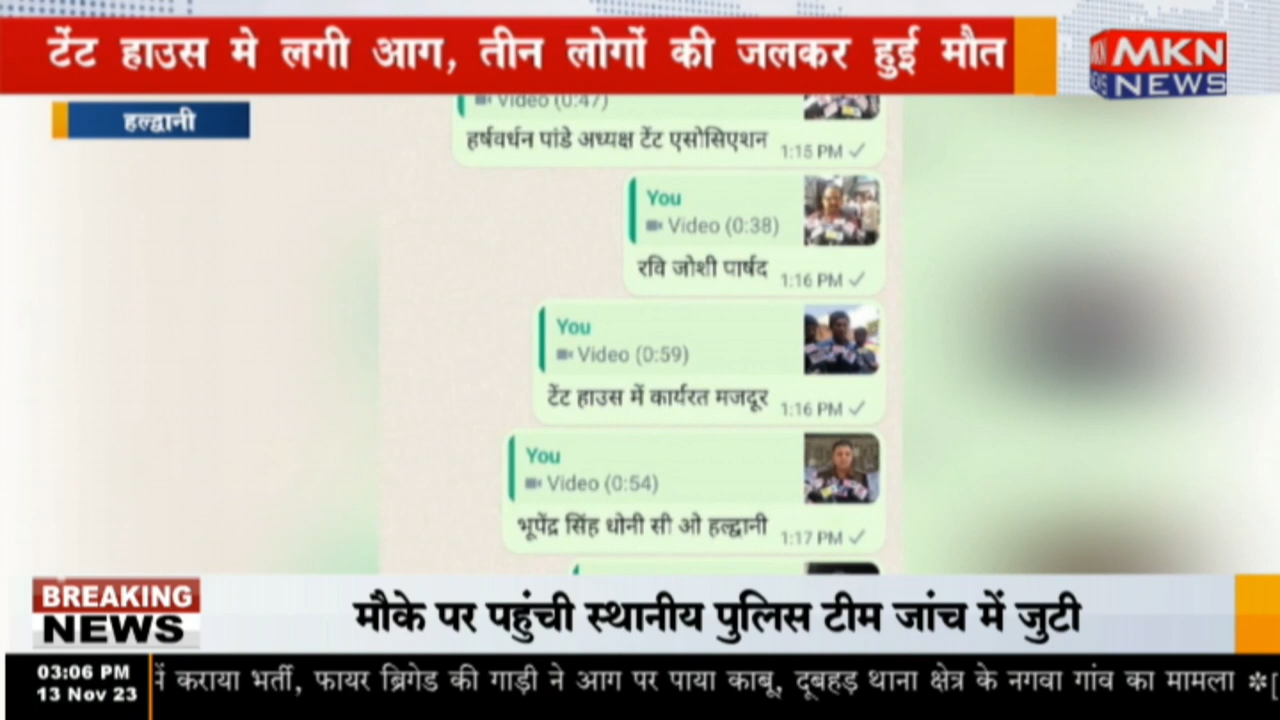 टेंट हाउस मे लगी आग, तीन लोगों की जलकर हुई मौत
MKN
NEWS
हल्द्वानी
Video (0:47)
हर्षवर्धन पांडे अध्यक्ष टेंट एसोसिएशन
1:15 PM
You
Video (0:38)
रवि जोशी पार्षद
1:16 PM
You
Video (0:59)
टेंट हाउस में कार्यरत मजदूर
1:16 PM
You
Video (0:54)
भूपेंद्र सिंह धोनी सी ओ हल्द्वानी
1:17 PM
BREAKING
NEWS
मौके पर पहुंची स्थानीय पुलिस टीम जांच में जुटी
03:06 PM
13 Nov 23
में कराया भर्ती, फायर ब्रिगेड की गाड़ी ने आग पर पाया काबू, दूबहड़ थाना क्षेत्र के नगवा गांव का मामला *[